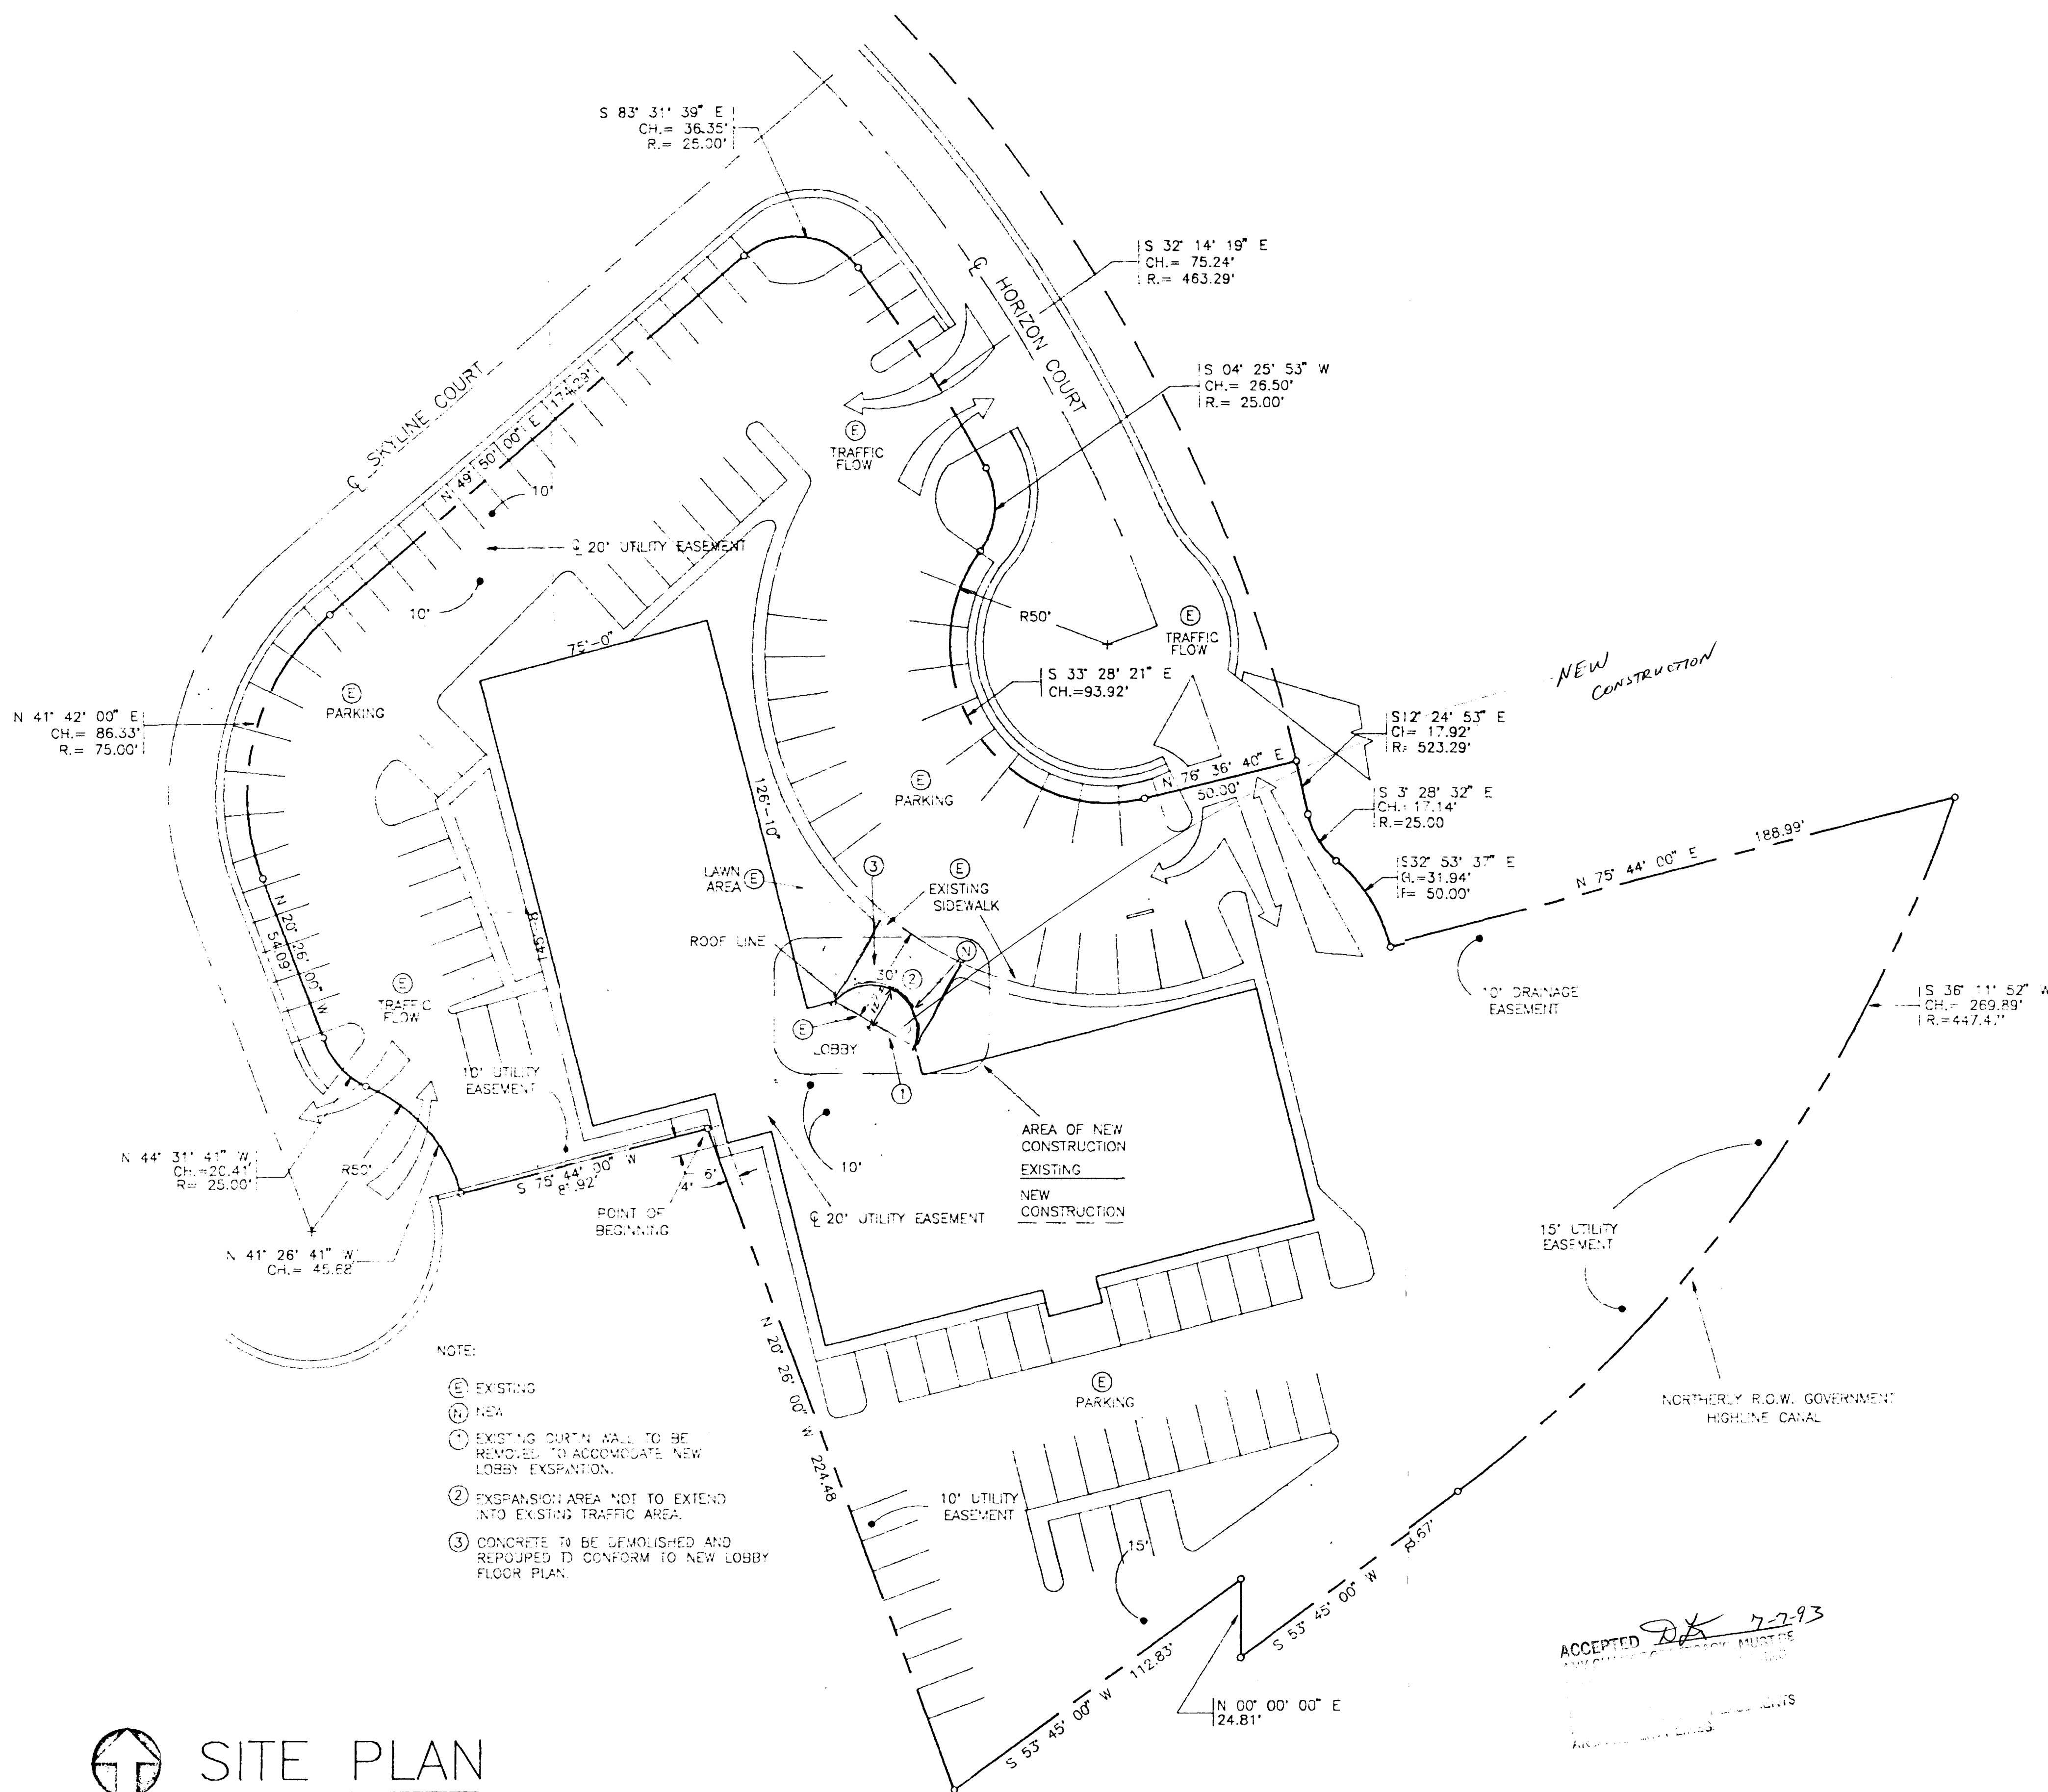 S 83' 31' 39" E
CH.= 36.35'
R.= 25.00'
S 32' 14' 19" E
CH.= 75.24'
R.= 463.29'
℄ HORIZON COURT
S 04' 25' 53" W
CH.= 26.50'
R.= 25.00'
℄ SKYLINE COURT
N 49' 50' 00" E 174.29'
Ⓔ
TRAFFIC
FLOW
10'
℄ 20' UTILITY EASEMENT
10'
R50'
Ⓔ
TRAFFIC
FLOW
75'-0"
S 33' 28' 21" E
CH.=93.92'
NEW
CONSTRUCTION
Ⓔ
PARKING
N 41' 42' 00" E
CH.= 86.33'
R.= 75.00'
S12' 24' 53" E
CH= 17.92'
R= 523.29'
N 76' 36' 40" E
50.00'
Ⓔ
PARKING
126'-10"
S 3' 28' 32" E
CH.: 17.14'
R.=25.00
188.99'
N 75' 44' 00" E
S32' 53' 37" E
CH.=31.94'
R= 50.00'
LAWN
AREA Ⓔ
③
Ⓔ
EXISTING
SIDEWALK
N 20' 26' 00" W
54.09'
ROOF LINE
Ⓝ
30'
②
Ⓔ
LOBBY
①
Ⓔ
TRAFFIC
FLOW
10' DRAINAGE
EASEMENT
S 36' 11' 52" W
CH.= 269.89'
R.=447.47'
10' UTILITY
EASEMENT
AREA OF NEW
CONSTRUCTION
EXISTING
NEW
CONSTRUCTION
10'
N 44' 31' 41" W
CH.=20.41'
R= 25.00'
R50'
S 75' 44' 00" W
81.92'
6'
4'
POINT OF
BEGINNING
℄ 20' UTILITY EASEMENT
15' UTILITY
EASEMENT
N 41' 26' 41" W
CH.= 45.68'
N 20' 26' 00" W 224.48
NOTE:
Ⓔ EXISTING
Ⓝ NEW
① EXISTING CURTIN WALL TO BE
REMOVED TO ACCOMODATE NEW
LOBBY EXSPANTION.
② EXSPANSION AREA NOT TO EXTEND
INTO EXISTING TRAFFIC AREA.
③ CONCRETE TO BE DEMOLISHED AND
REPOURED TO CONFORM TO NEW LOBBY
FLOOR PLAN.
Ⓔ
PARKING
NORTHERLY R.O.W. GOVERNMENT
HIGHLINE CANAL
10' UTILITY
EASEMENT
15'
S 53' 45' 00" W
S 53' 45' 00" W 112.83'
N 00' 00' 00" E
24.81'
ACCEPTED DK 7-7-93
MUST BE
SITE PLAN